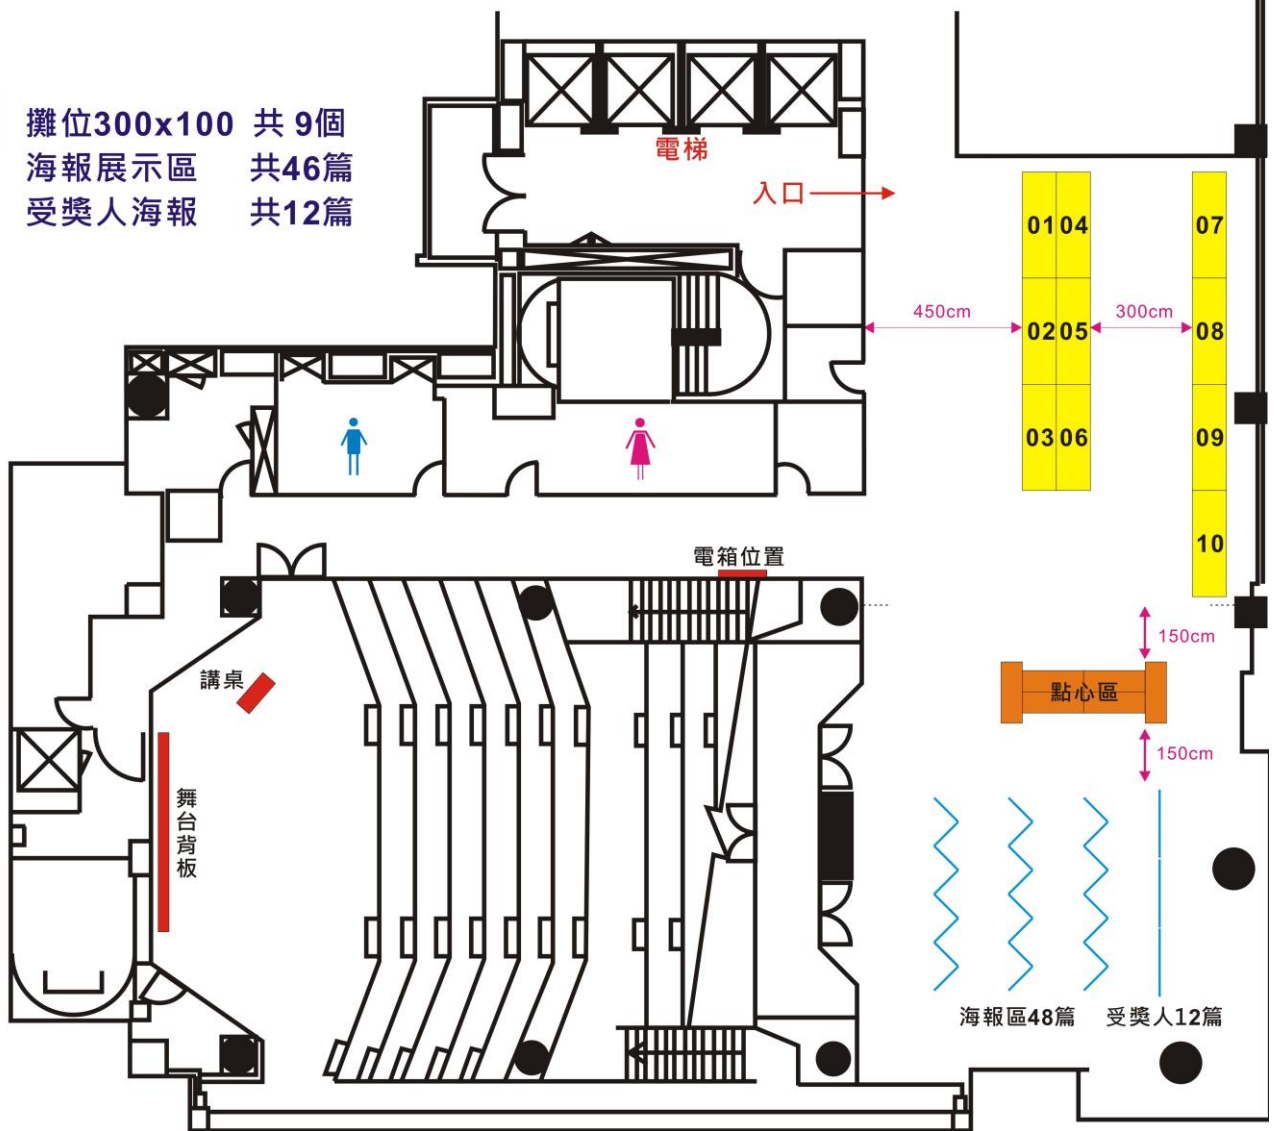 攤位300x100 共 9個
海報展示區 共46篇
受獎人海報 共12篇
電梯
入口
01 04
07
450cm
300cm
02 05
08
03 06
09
10
電箱位置
150cm
講桌
點心區
150cm
舞台背板
海報區48篇
受獎人12篇